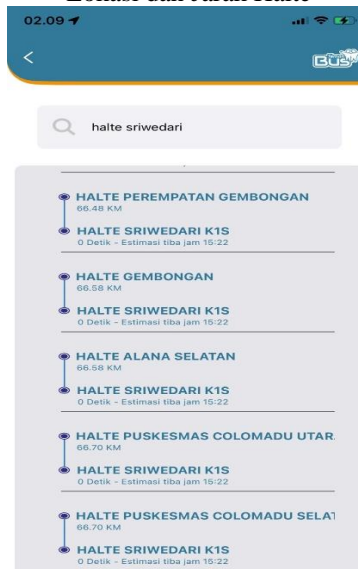 Lokasi dan Jarak Halte
02.09
BUS
halte sriwedari
HALTE PEREMPATAN GEMBONGAN
66.48 KM
HALTE SRIWEDARI K1S
0 Detik - Estimasi tiba jam 15:22
HALTE GEMBONGAN
66.58 KM
HALTE SRIWEDARI K1S
0 Detik - Estimasi tiba jam 15:22
HALTE ALANA SELATAN
66.58 KM
HALTE SRIWEDARI K1S
0 Detik - Estimasi tiba jam 15:22
HALTE PUSKESMAS COLOMADU UTAR
66.70 KM
HALTE SRIWEDARI K1S
0 Detik - Estimasi tiba jam 15:22
HALTE PUSKESMAS COLOMADU SELAT
66.70 KM
HALTE SRIWEDARI K1S
0 Detik - Estimasi tiba jam 15:22